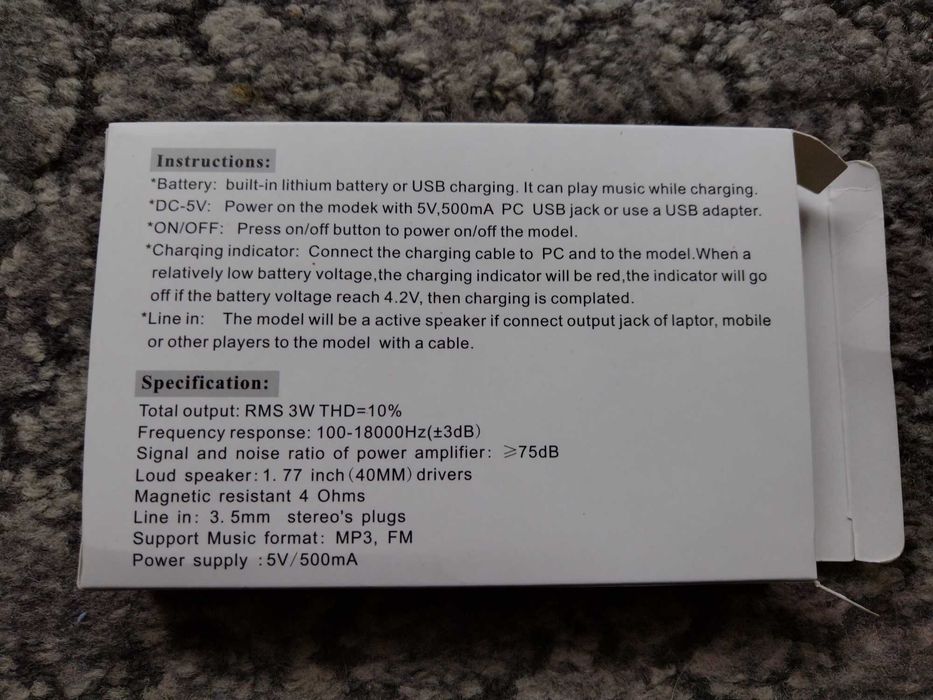 Instructions:
*Battery: built-in lithium battery or USB charging. It can play music while charging.
*DC-5V: Power on the modek with 5V,500mA PC USB jack or use a USB adapter.
*ON/OFF: Press on/off button to power on/off the model.
*Charqing indicator: Connect the charging cable to PC and to the model.When a
relatively low battery voltage,the charging indicator will be red,the indicator will go
off if the battery voltage reach 4.2V, then charging is complated.
*Line in: The model will be a active speaker if connect output jack of laptor, mobile
or other players to the model with a cable.
Specification:
Total output: RMS 3W THD=10%
Frequency response: 100-18000Hz(±3dB)
Signal and noise ratio of power amplifier: ≥75dB
Loud speaker: 1.77 inch (40MM) drivers
Magnetic resistant 4 Ohms
Line in: 3.5mm stereo's plugs
Support Music format: MP3, FM
Power supply :5V/500mA